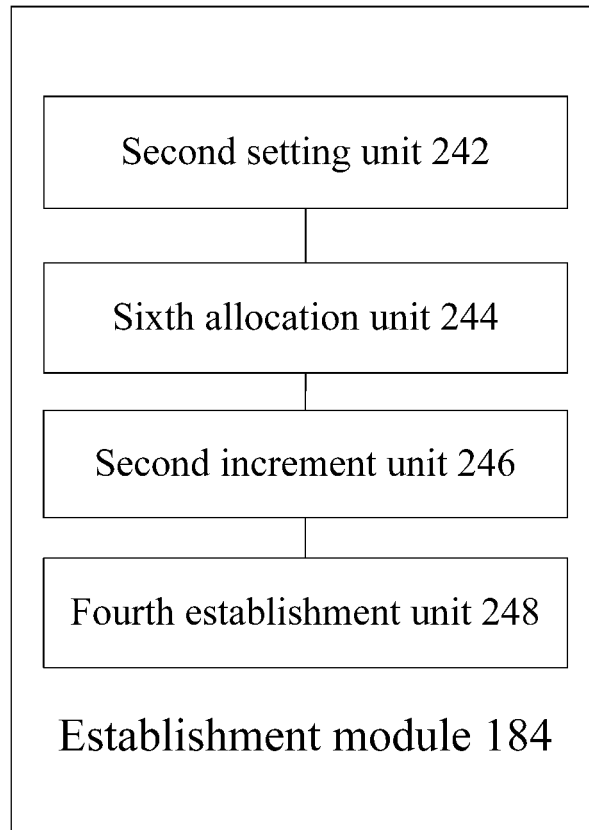 Second setting unit 242
Sixth allocation unit 244
Second increment unit 246
Fourth establishment unit 248
Establishment module 184